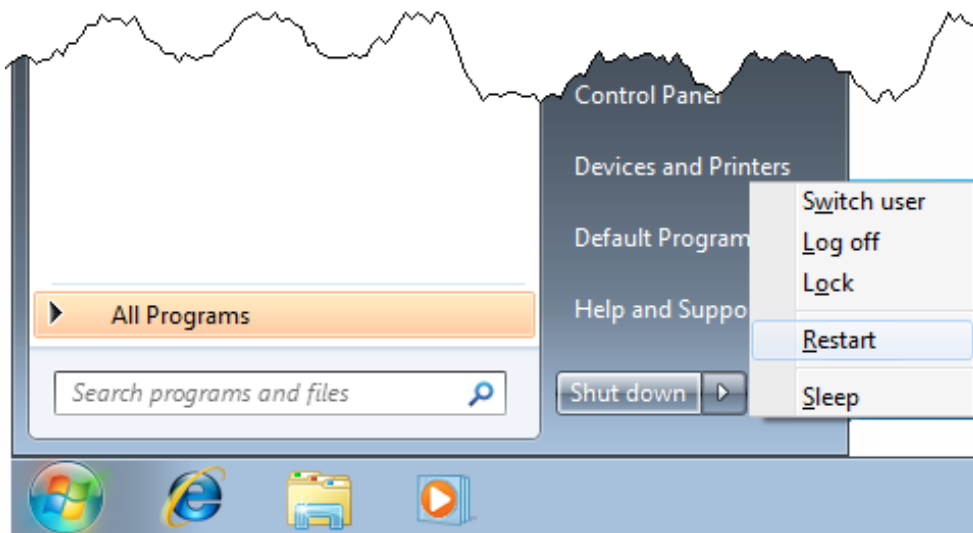 Control Panel
Devices and Printers
Default Program
Help and Suppo
All Programs
Search programs and files
Shut down
Switch user
Log off
Lock
Restart
Sleep